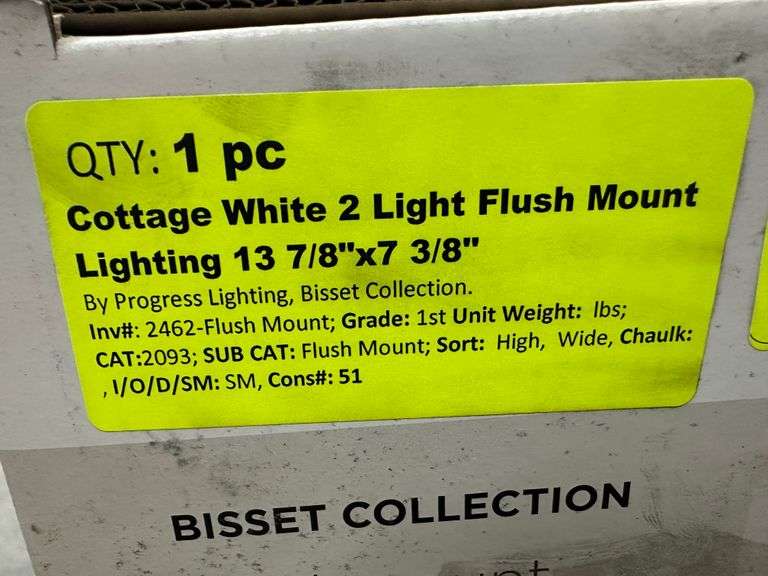 QTY: 1 pc
Cottage White 2 Light Flush Mount
Lighting 13 7/8"x7 3/8"
By Progress Lighting, Bisset Collection.
Inv#: 2462-Flush Mount; Grade: 1st Unit Weight:  lbs;
CAT:2093; SUB CAT: Flush Mount; Sort:  High,  Wide, Chaulk:
, I/O/D/SM: SM, Cons#: 51
BISSET COLLECTION